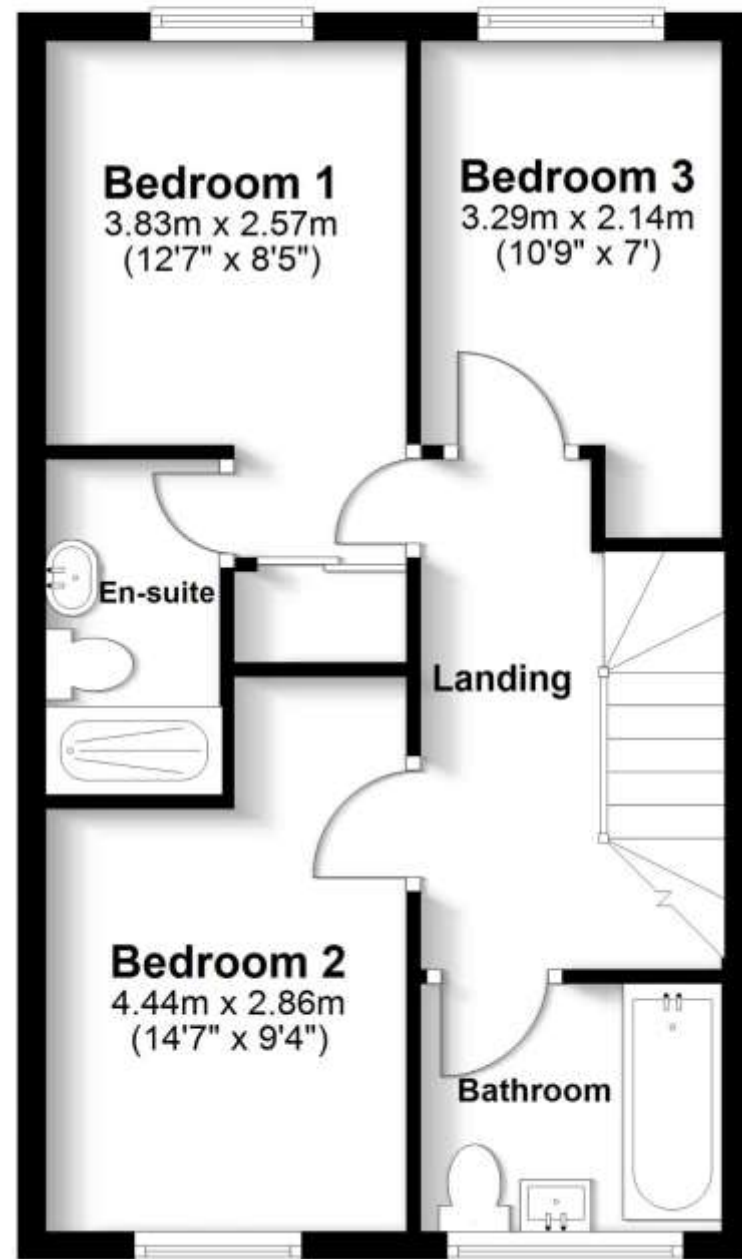 Bedroom 1
3.83m x 2.57m
(12'7" x 8'5")
Bedroom 3
3.29m x 2.14m
(10'9" x 7')
En-suite
Landing
Bedroom 2
4.44m x 2.86m
(14'7" x 9'4")
Bathroom